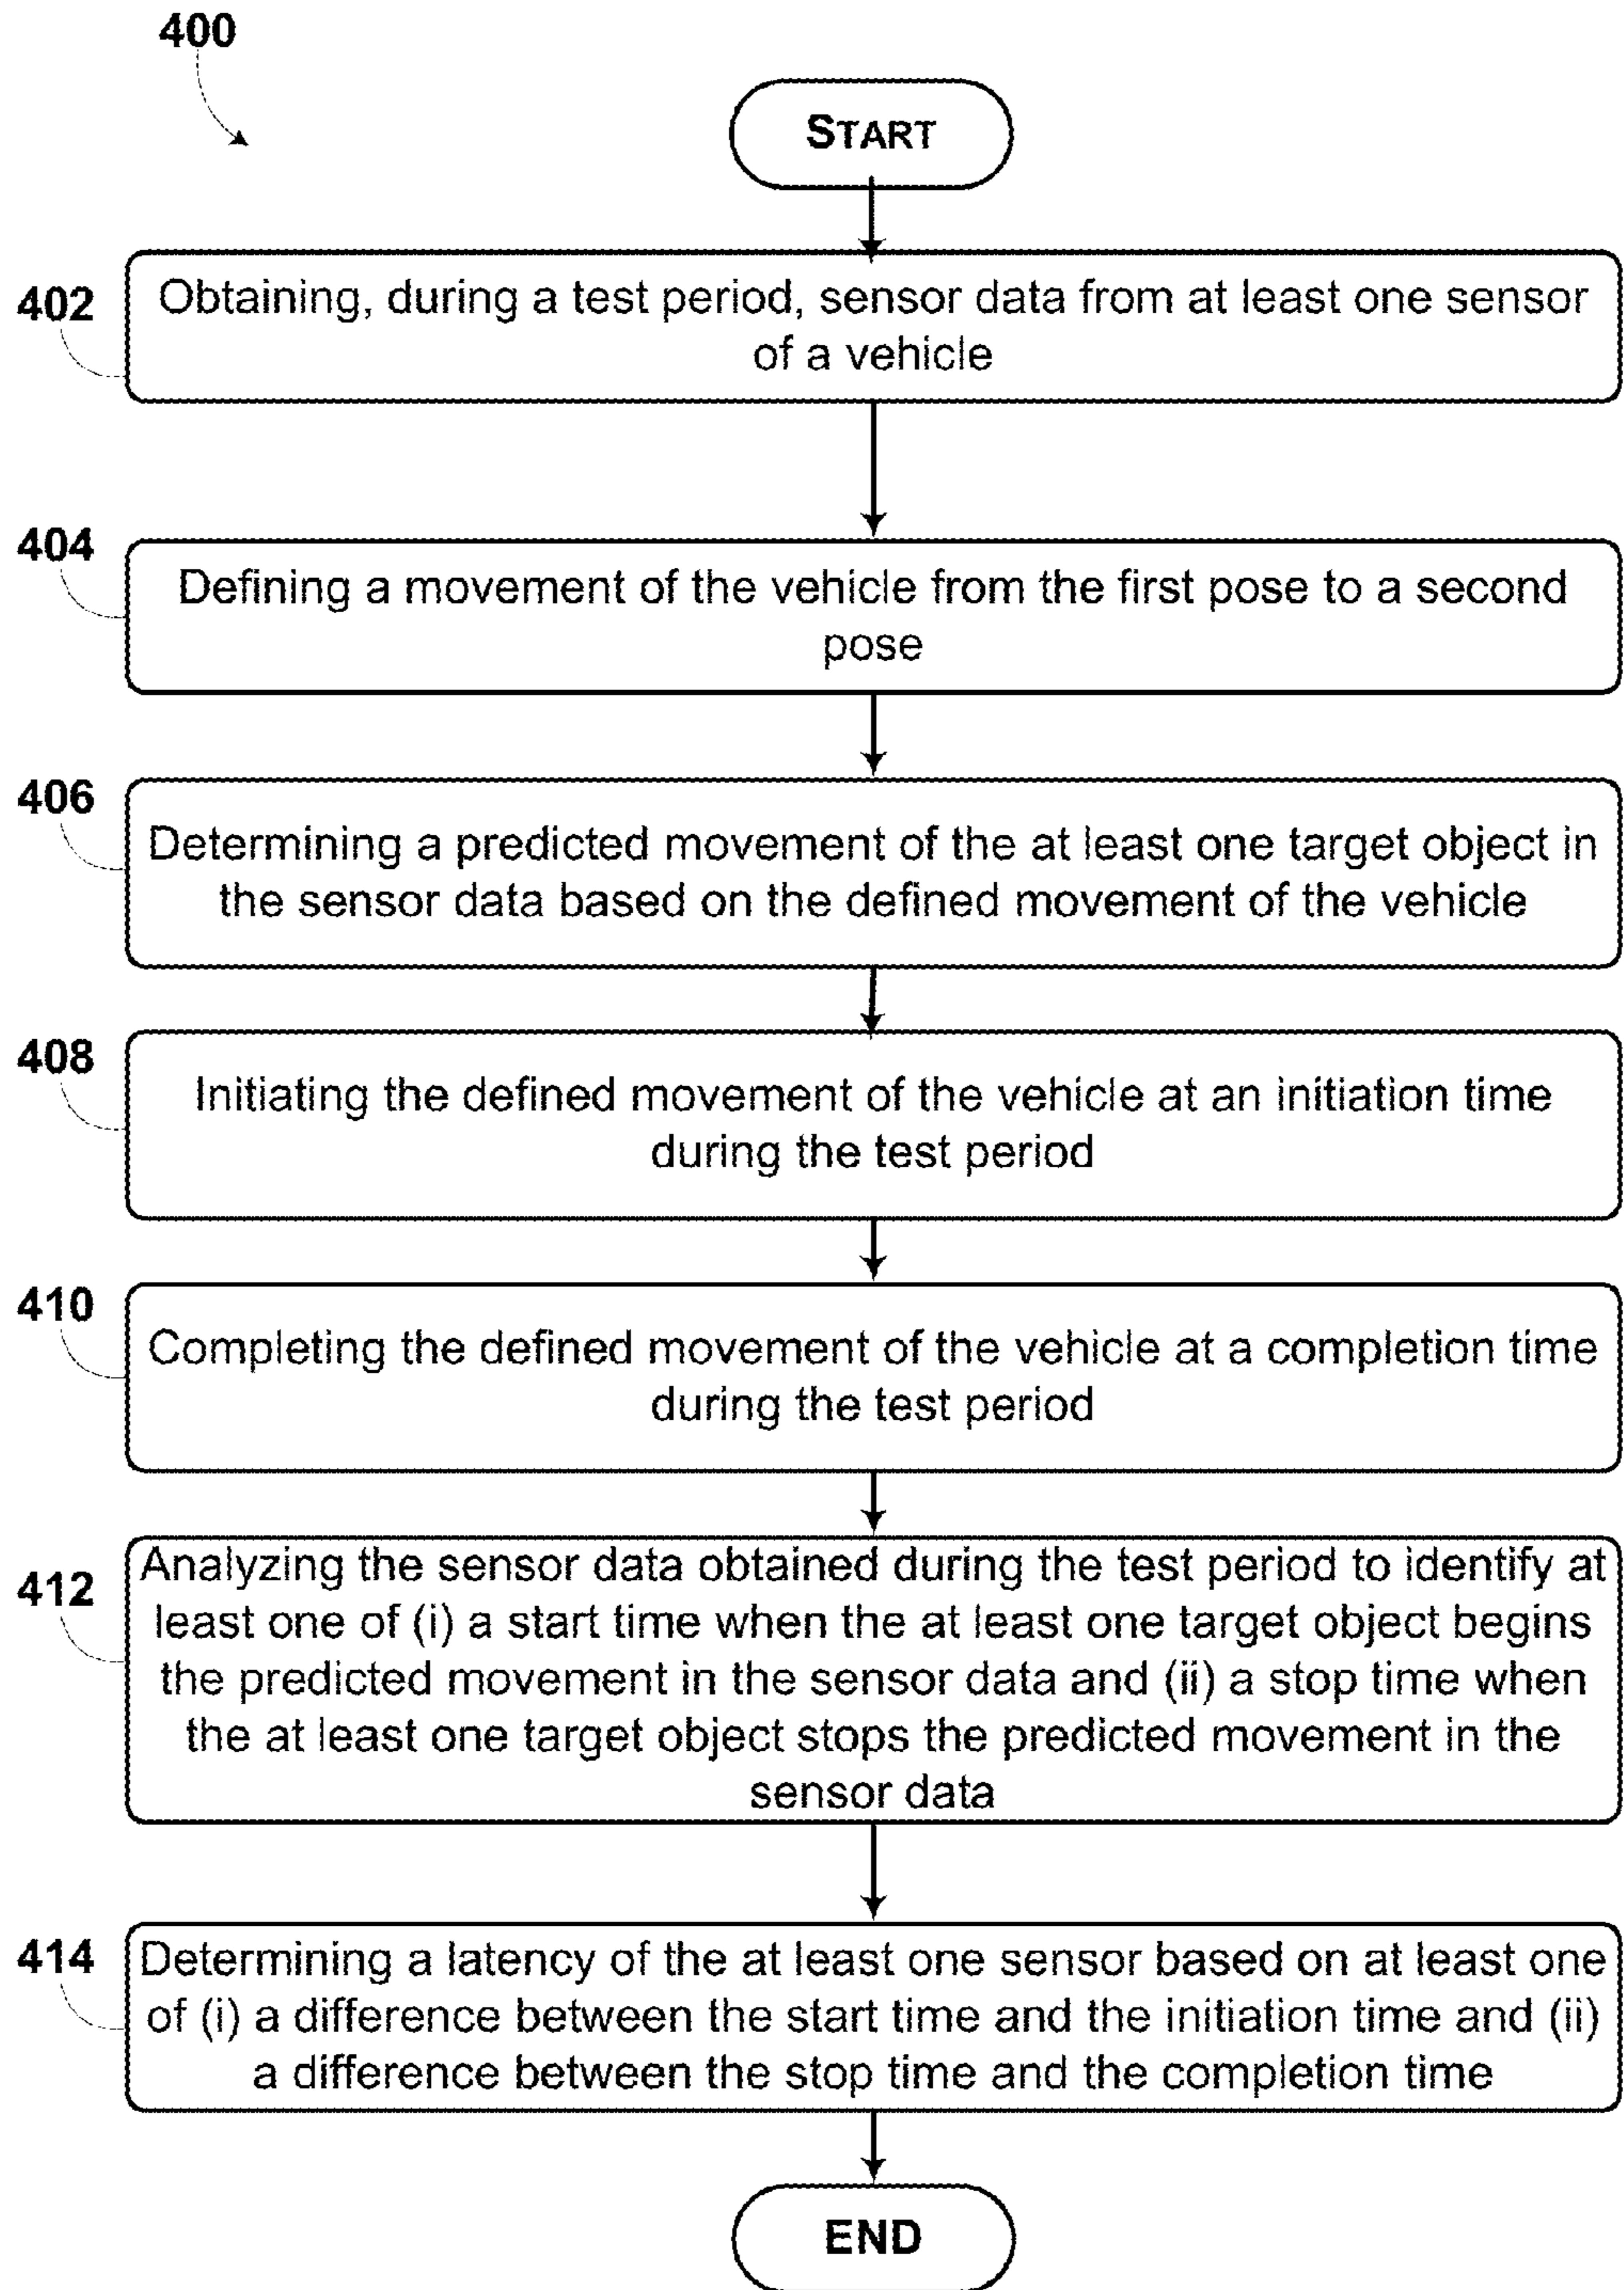 400
START
402
Obtaining, during a test period, sensor data from at least one sensor
of a vehicle
404
Defining a movement of the vehicle from the first pose to a second
pose
406
Determining a predicted movement of the at least one target object in
the sensor data based on the defined movement of the vehicle
408
Initiating the defined movement of the vehicle at an initiation time
during the test period
410
Completing the defined movement of the vehicle at a completion time
during the test period
412
Analyzing the sensor data obtained during the test period to identify at
least one of (i) a start time when the at least one target object begins
the predicted movement in the sensor data and (ii) a stop time when
the at least one target object stops the predicted movement in the
sensor data
414
Determining a latency of the at least one sensor based on at least one
of (i) a difference between the start time and the initiation time and (ii)
a difference between the stop time and the completion time
END